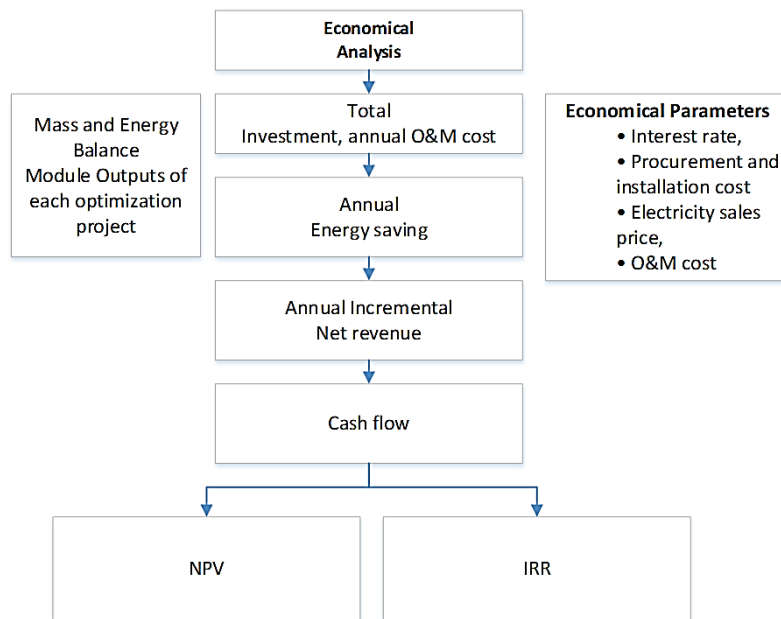 Economical
Analysis
Mass and Energy
Balance
Module Outputs of
each optimization
project
Total
Investment, annual O&M cost
Annual
Energy saving
Annual Incremental
Net revenue
Cash flow
Economical Parameters
• Interest rate,
• Procurement and
installation cost
• Electricity sales
price,
• O&M cost
NPV
IRR